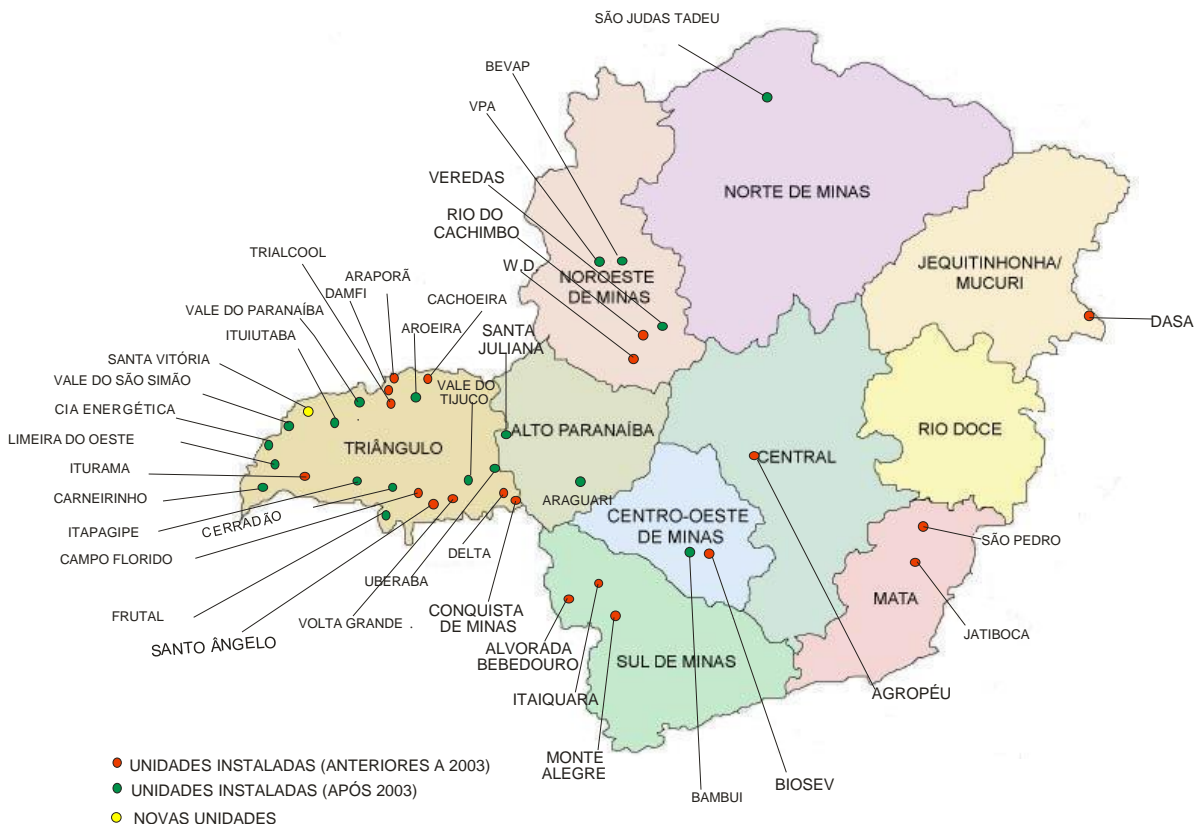 SÃO JUDAS TADEU
BEVAP
VPA
VEREDAS
RIO DO
CACHIMBO
W.D.
NORTE DE MINAS
NOROESTE
DE MINAS
JEQUITINHONHA/
MUCURI
DASA
TRIALCOOL
ARAPORÃ
DAMFI
CACHOEIRA
VALE DO PARANAÍBA
AROEIRA
ITUIUTABA
SANTA
JULIANA
SANTA VITÓRIA
VALE DO SÃO SIMÃO
VALE DO
TIJUCO
CIA ENERGÉTICA
LIMEIRA DO OESTE
TRIÂNGULO
ALTO PARANAÍBA
RIO DOCE
CENTRAL
ITURAMA
CARNEIRINHO
ARAGUARI
ITAPAGIPE
CERRADÃO
CENTRO-OESTE
DE MINAS
CAMPO FLORIDO
DELTA
SÃO PEDRO
UBERABA
MATA
FRUTAL
VOLTA GRANDE .
CONQUISTA
DE MINAS
SANTO ÂNGELO
JATIBOCA
ALVORADA
BEBEDOURO
SUL DE MINAS
ITAIQUARA
AGROPÉU
MONTE
ALEGRE
BIOSEV
BAMBUI
UNIDADES INSTALADAS (ANTERIORES A 2003)
UNIDADES INSTALADAS (APÓS 2003)
NOVAS UNIDADES